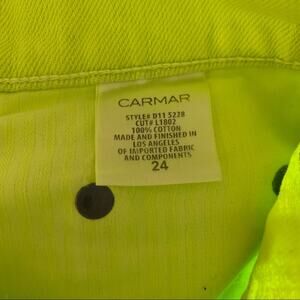 CARMAR
STYLE# D11 5228
CUT# L1802
100% COTTON
MADE AND FINISHED IN
LOS ANGELES
OF IMPORTED FABRIC
AND COMPONENTS
24